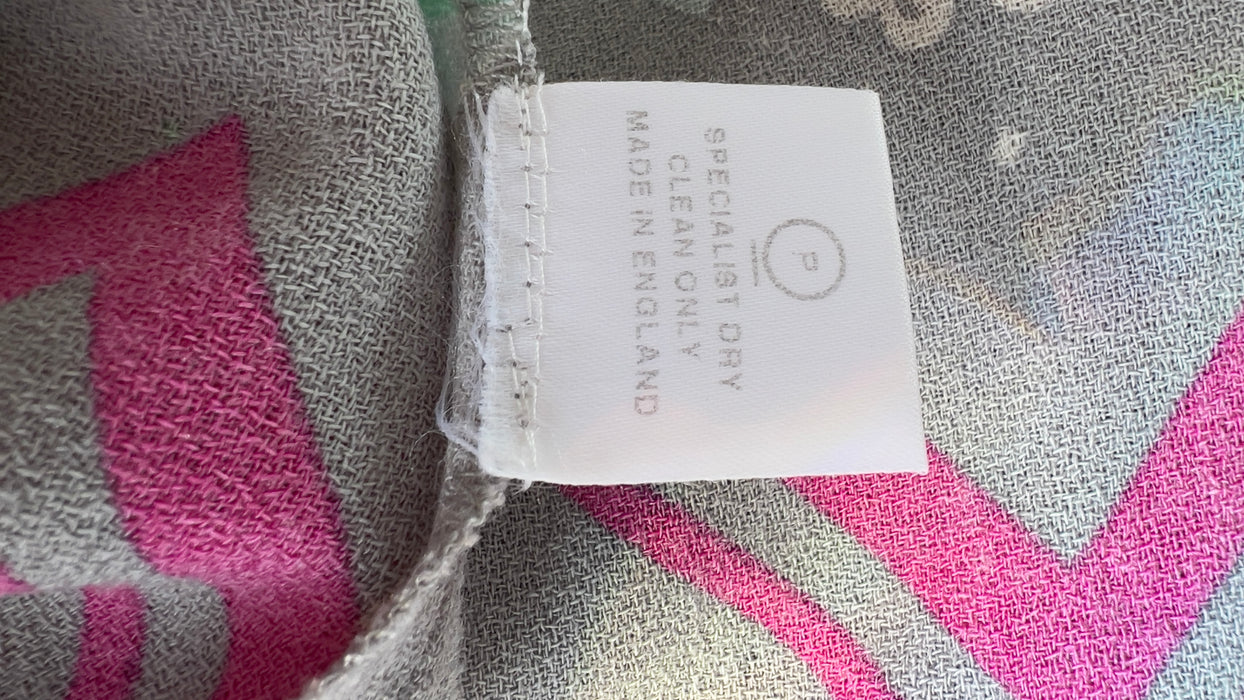 P
SPECIALIST DRY
CLEAN ONLY
MADE IN ENGLAND